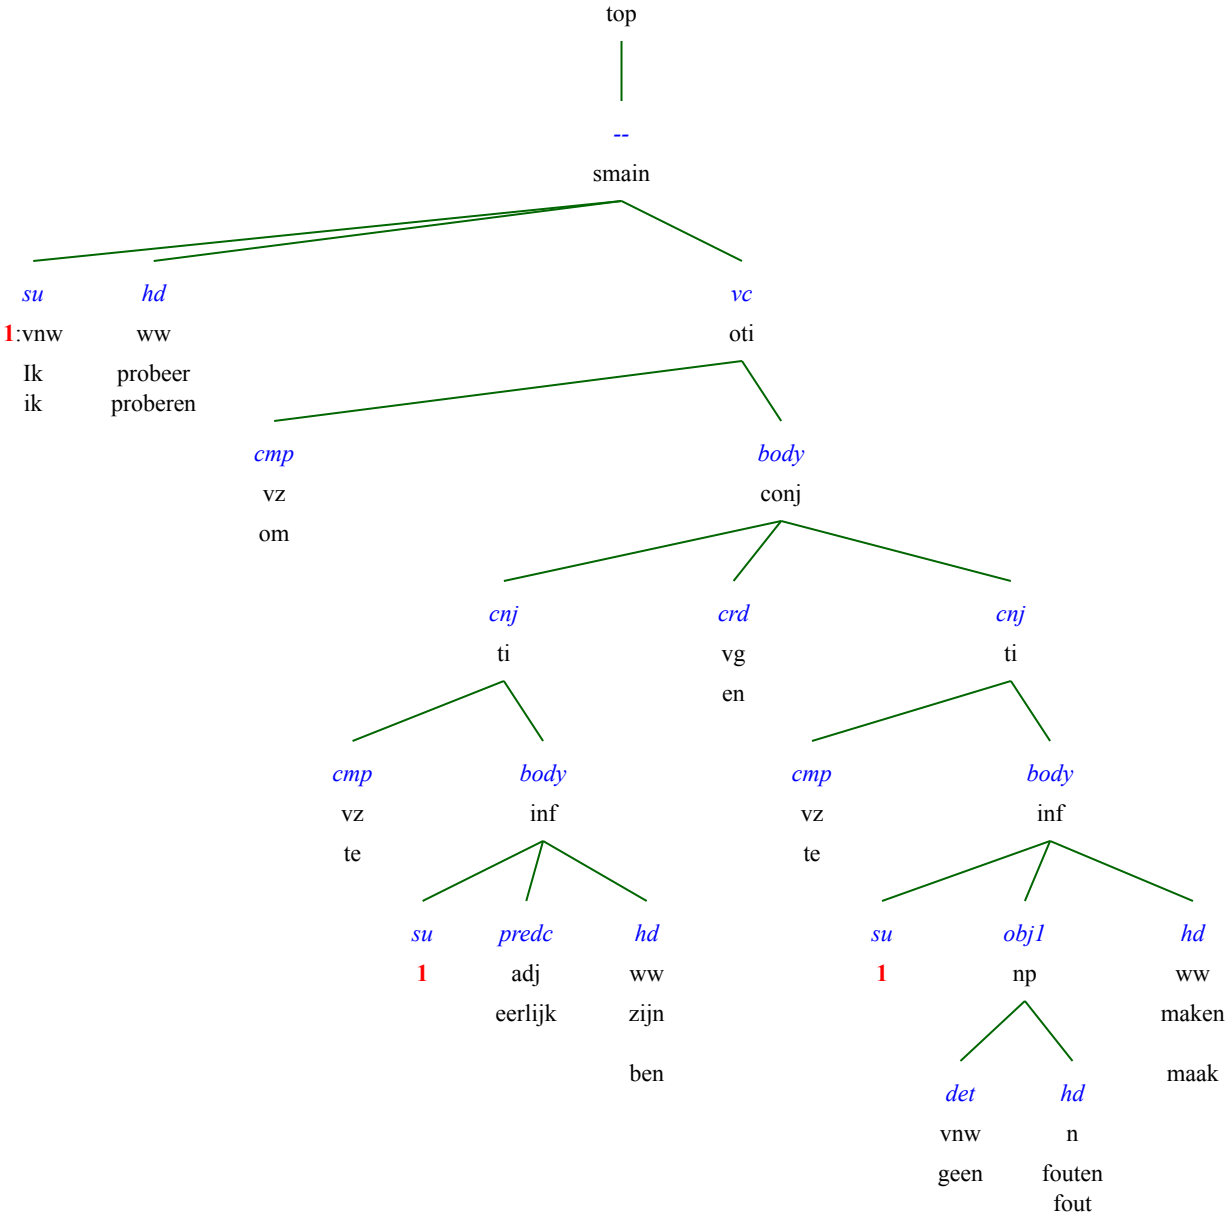 top
--
smain
su hd vc
1:vnw ww oti
Ik probeer
ik proberen
cmp body
vz conj
om
cnj crd cnj
ti vg ti
en
cmp body cmp body
vz inf vz inf
te te
su predc hd su obj1 hd
1 adj ww 1 np ww
eerlijk zijn maken
ben maak
det hd
vnw n
geen fouten
fout